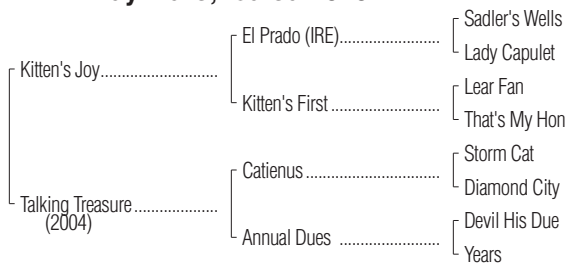 Sadler's Wells
El Prado (IRE)
Lady Capulet
Kitten's Joy
Lear Fan
Kitten's First
That's My Hon
Storm Cat
Catienus
Diamond City
Talking Treasure
(2004)
Devil His Due
Annual Dues
Years